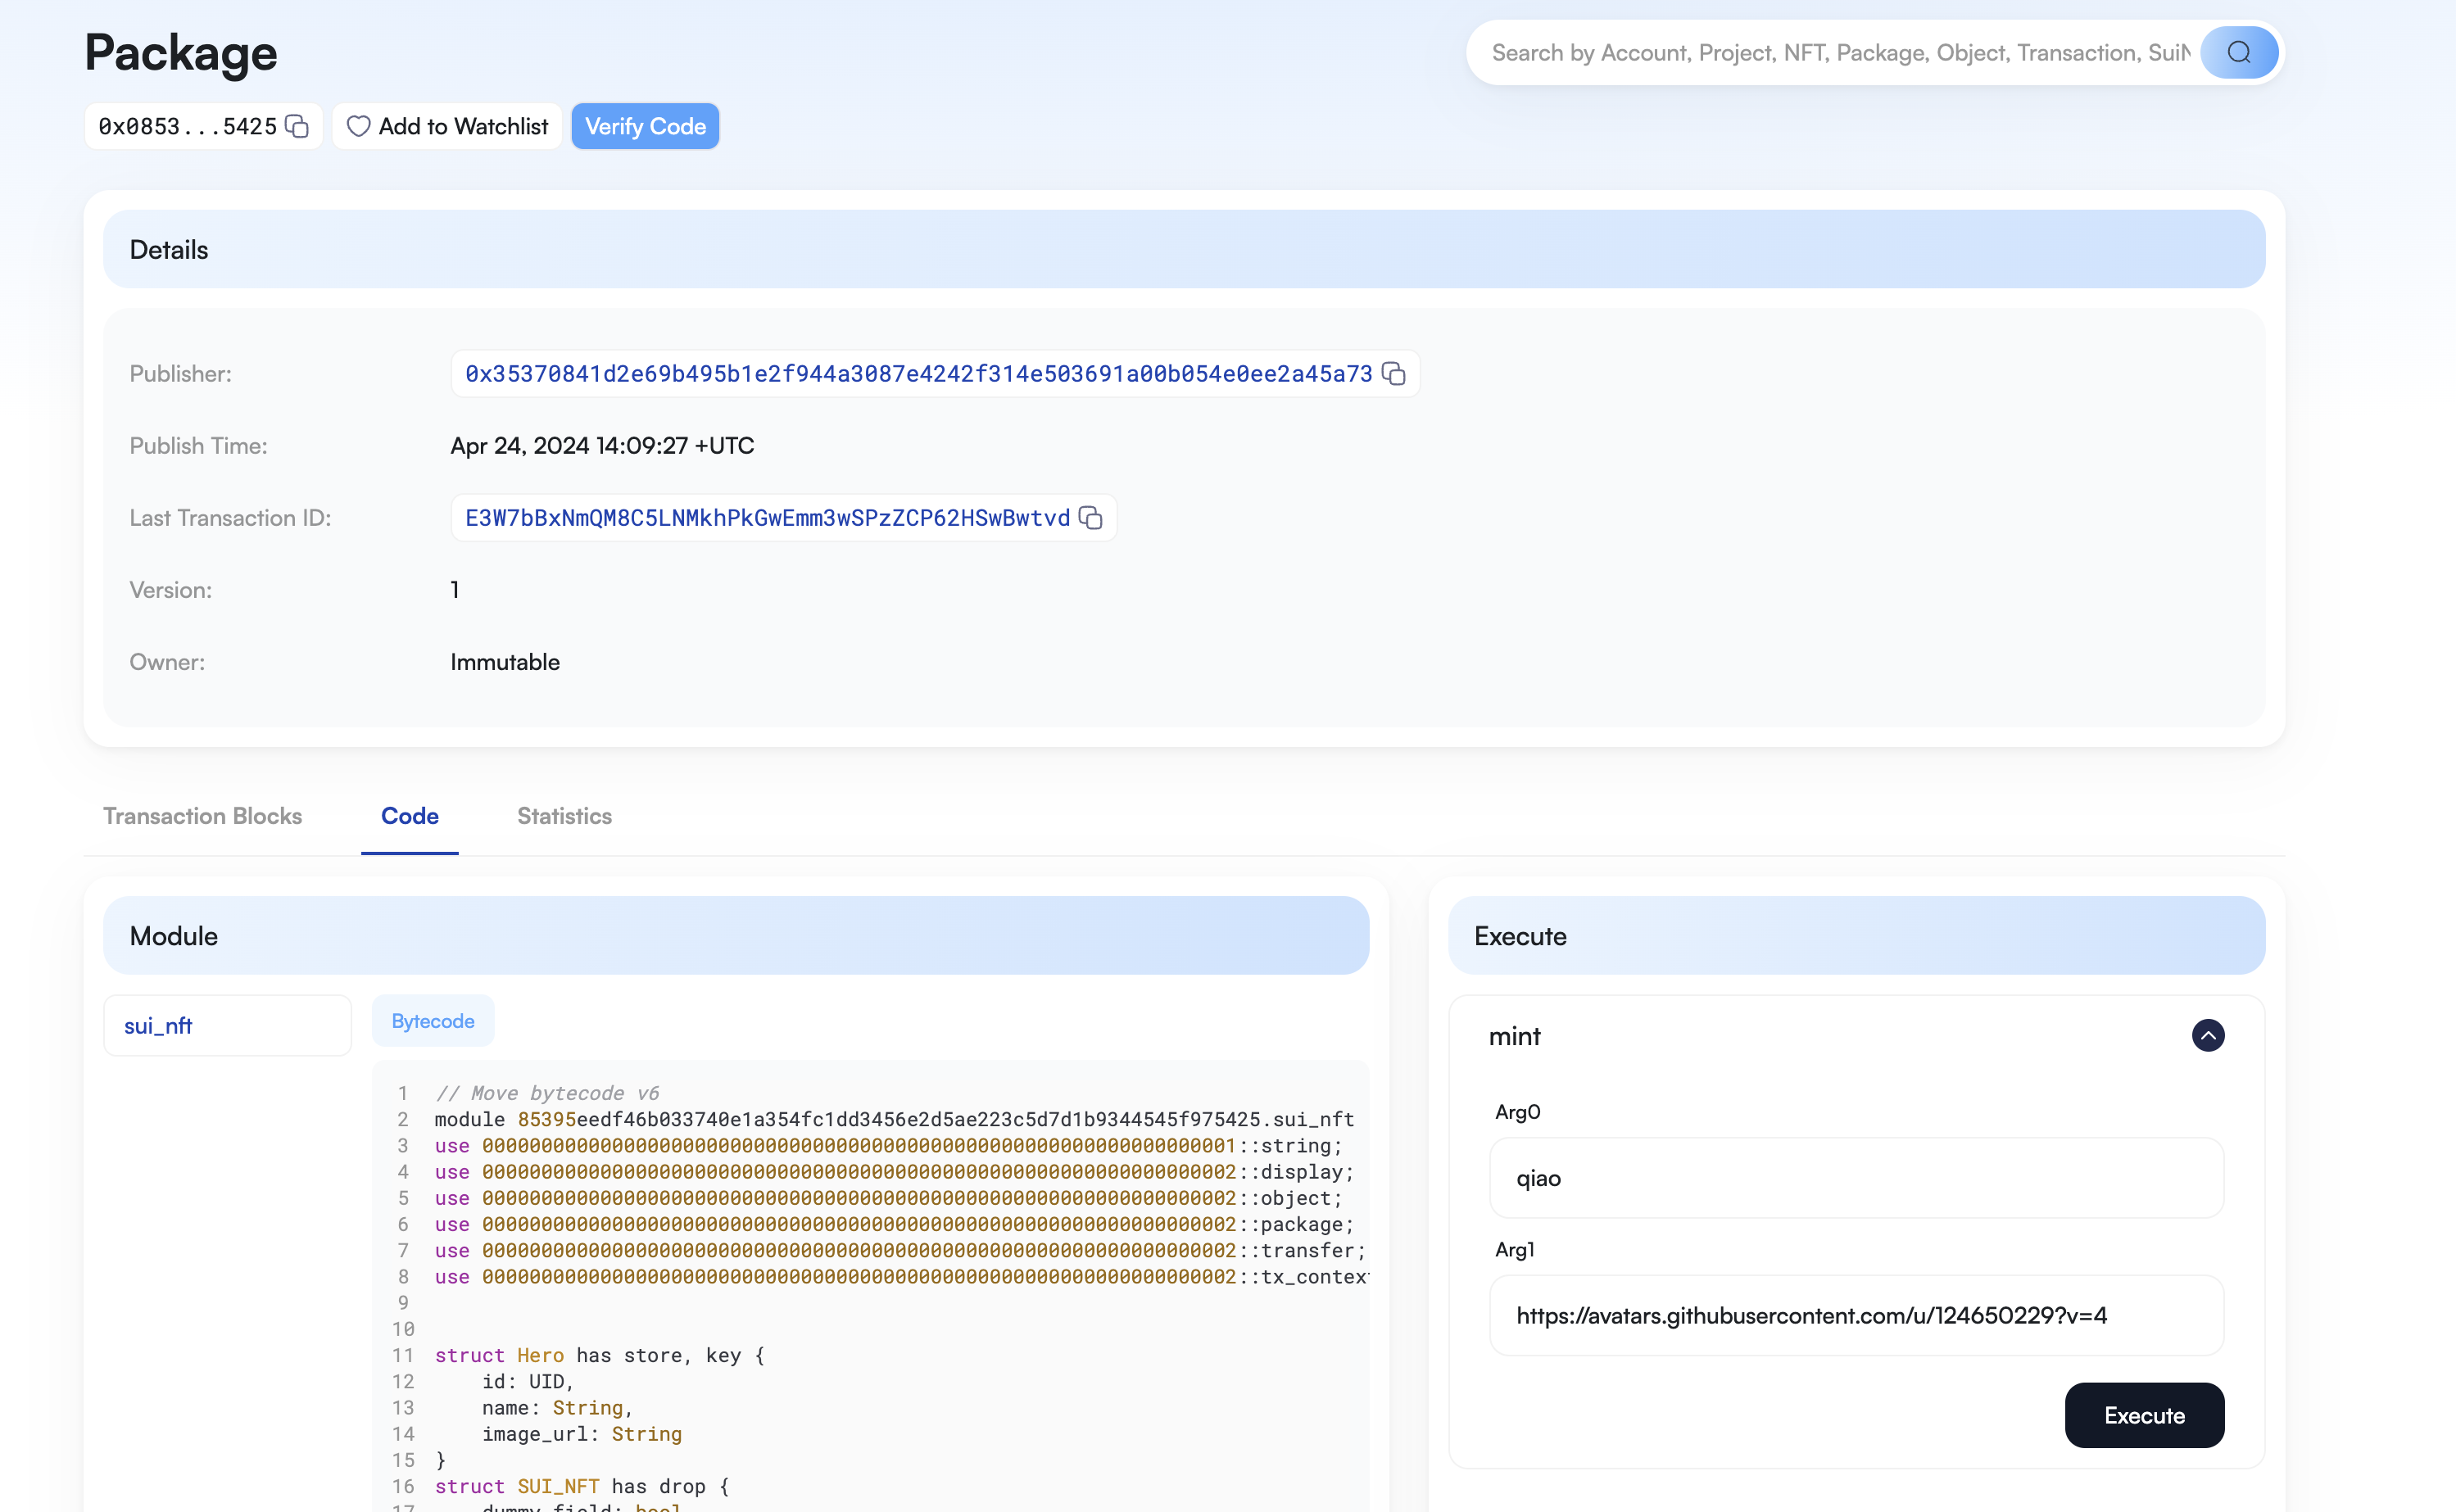 Package
Search by Account, Project, NFT, Package, Object, Transaction, SuiN
0x0853...5425
Add to Watchlist
Verify Code
Details
Publisher:
0x35370841d2e69b495b1e2f944a3087e4242f314e503691a00b054e0ee2a45a73
Publish Time:
Apr 24, 2024 14:09:27 +UTC
Last Transaction ID:
E3W7bBxNmQM8C5LNMkhPkGwEmm3wSPzZCP62HSwBwtvd
Version:
1
Owner:
Immutable
Transaction Blocks
Code
Statistics
Module
sui_nft
Bytecode
1 // Move bytecode v6
2 module 85395eedf46b033740e1a354fc1dd3456e2d5ae223c5d7d1b9344545f975425.sui_nft
3 use 0000000000000000000000000000000000000000000000000000000000000001::string;
4 use 0000000000000000000000000000000000000000000000000000000000000002::display;
5 use 0000000000000000000000000000000000000000000000000000000000000002::object;
6 use 0000000000000000000000000000000000000000000000000000000000000002::package;
7 use 0000000000000000000000000000000000000000000000000000000000000002::transfer;
8 use 0000000000000000000000000000000000000000000000000000000000000002::tx_context
9
10
11 struct Hero has store, key {
12 id: UID,
13 name: String,
14 image_url: String
15 }
16 struct SUI_NFT has drop {
17 dummy_field: bool
Execute
mint
Arg0
qiao
Arg1
https://avatars.githubusercontent.com/u/124650229?v=4
Execute